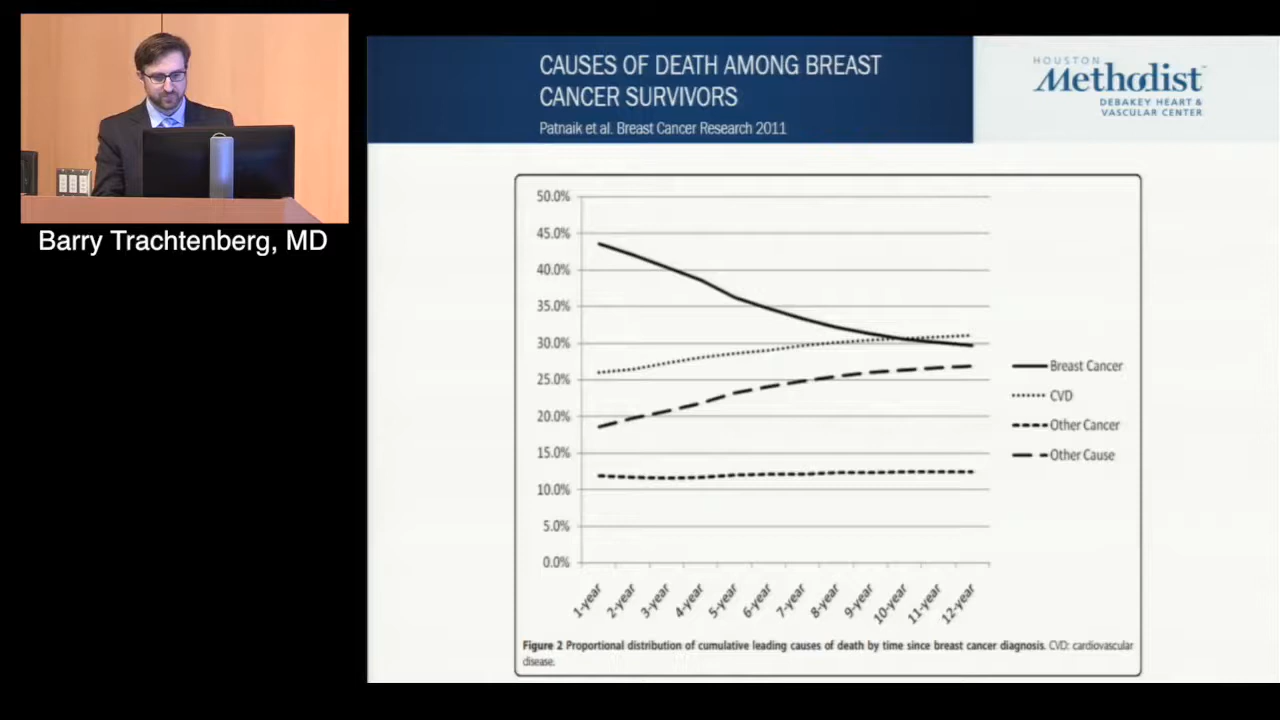 CAUSES OF DEATH AMONG BREAST
CANCER SURVIVORS
Patnaik et al. Breast Cancer Research 2011
HOUSTON
Methodist
DEBAKEY HEART &
VASCULAR CENTER
Barry Trachtenberg, MD
50.0%
45.0%
40.0%
35.0%
30.0%
25.0%
20.0%
15.0%
10.0%
5.0%
0.0%
1-year
2-year
3-year
4-year
5-year
6-year
7-year
8-year
9-year
10-year
11-year
12-year
Breast Cancer
CVD
Other Cancer
Other Cause
Figure 2 Proportional distribution of cumulative leading causes of death by time since breast cancer diagnosis. CVD: cardiovascular
disease.